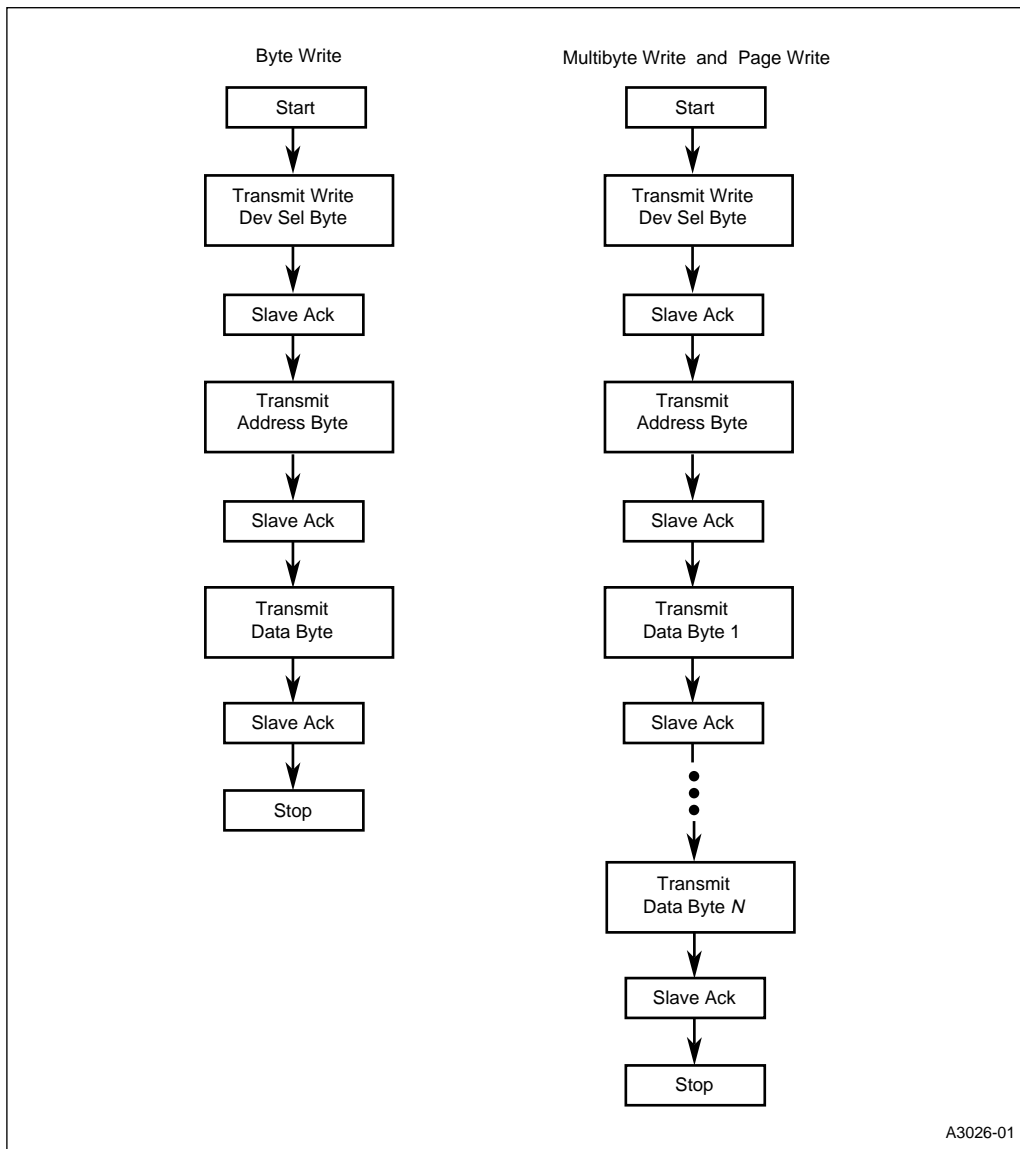 Byte Write
Start
Transmit Write
Dev Sel Byte
Slave Ack
Transmit
Address Byte
Slave Ack
Transmit
Data Byte
Slave Ack
Stop
Multibyte Write and Page Write
Start
Transmit Write
Dev Sel Byte
Slave Ack
Transmit
Address Byte
Slave Ack
Transmit
Data Byte 1
Slave Ack
Transmit
Data Byte N
Slave Ack
Stop
A3026-01